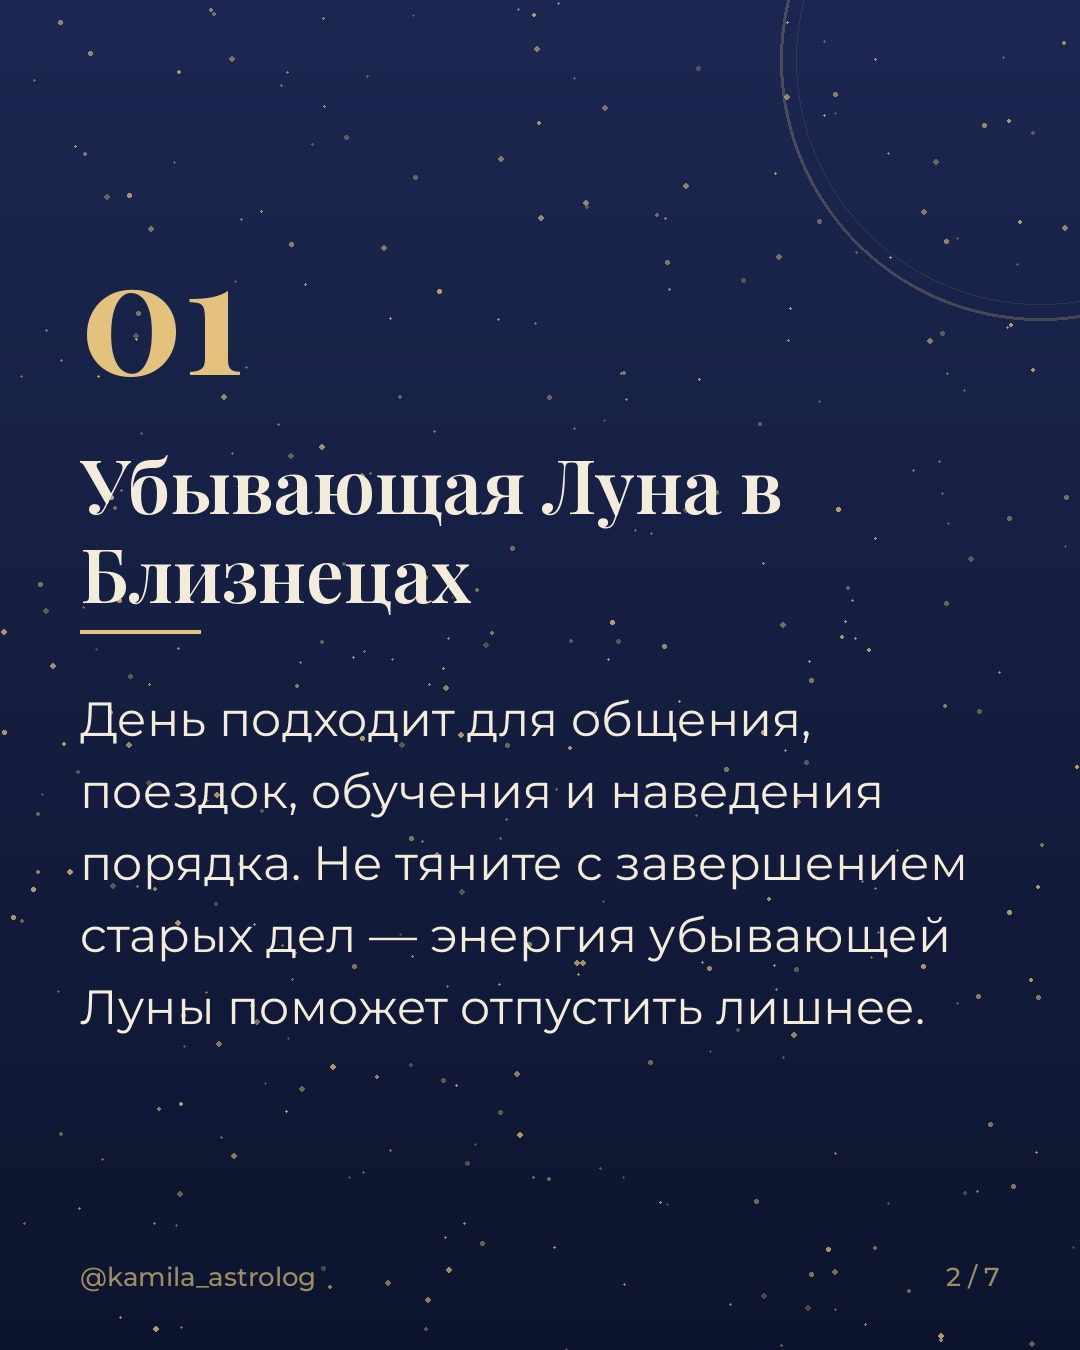 01
Убывающая Луна в
Близнецах
День подходит для общения,
поездок, обучения и наведения
порядка. Не тяните с завершением
старых дел — энергия убывающей
Луны поможет отпустить лишнее.
@kamila_astrolog
2 / 7